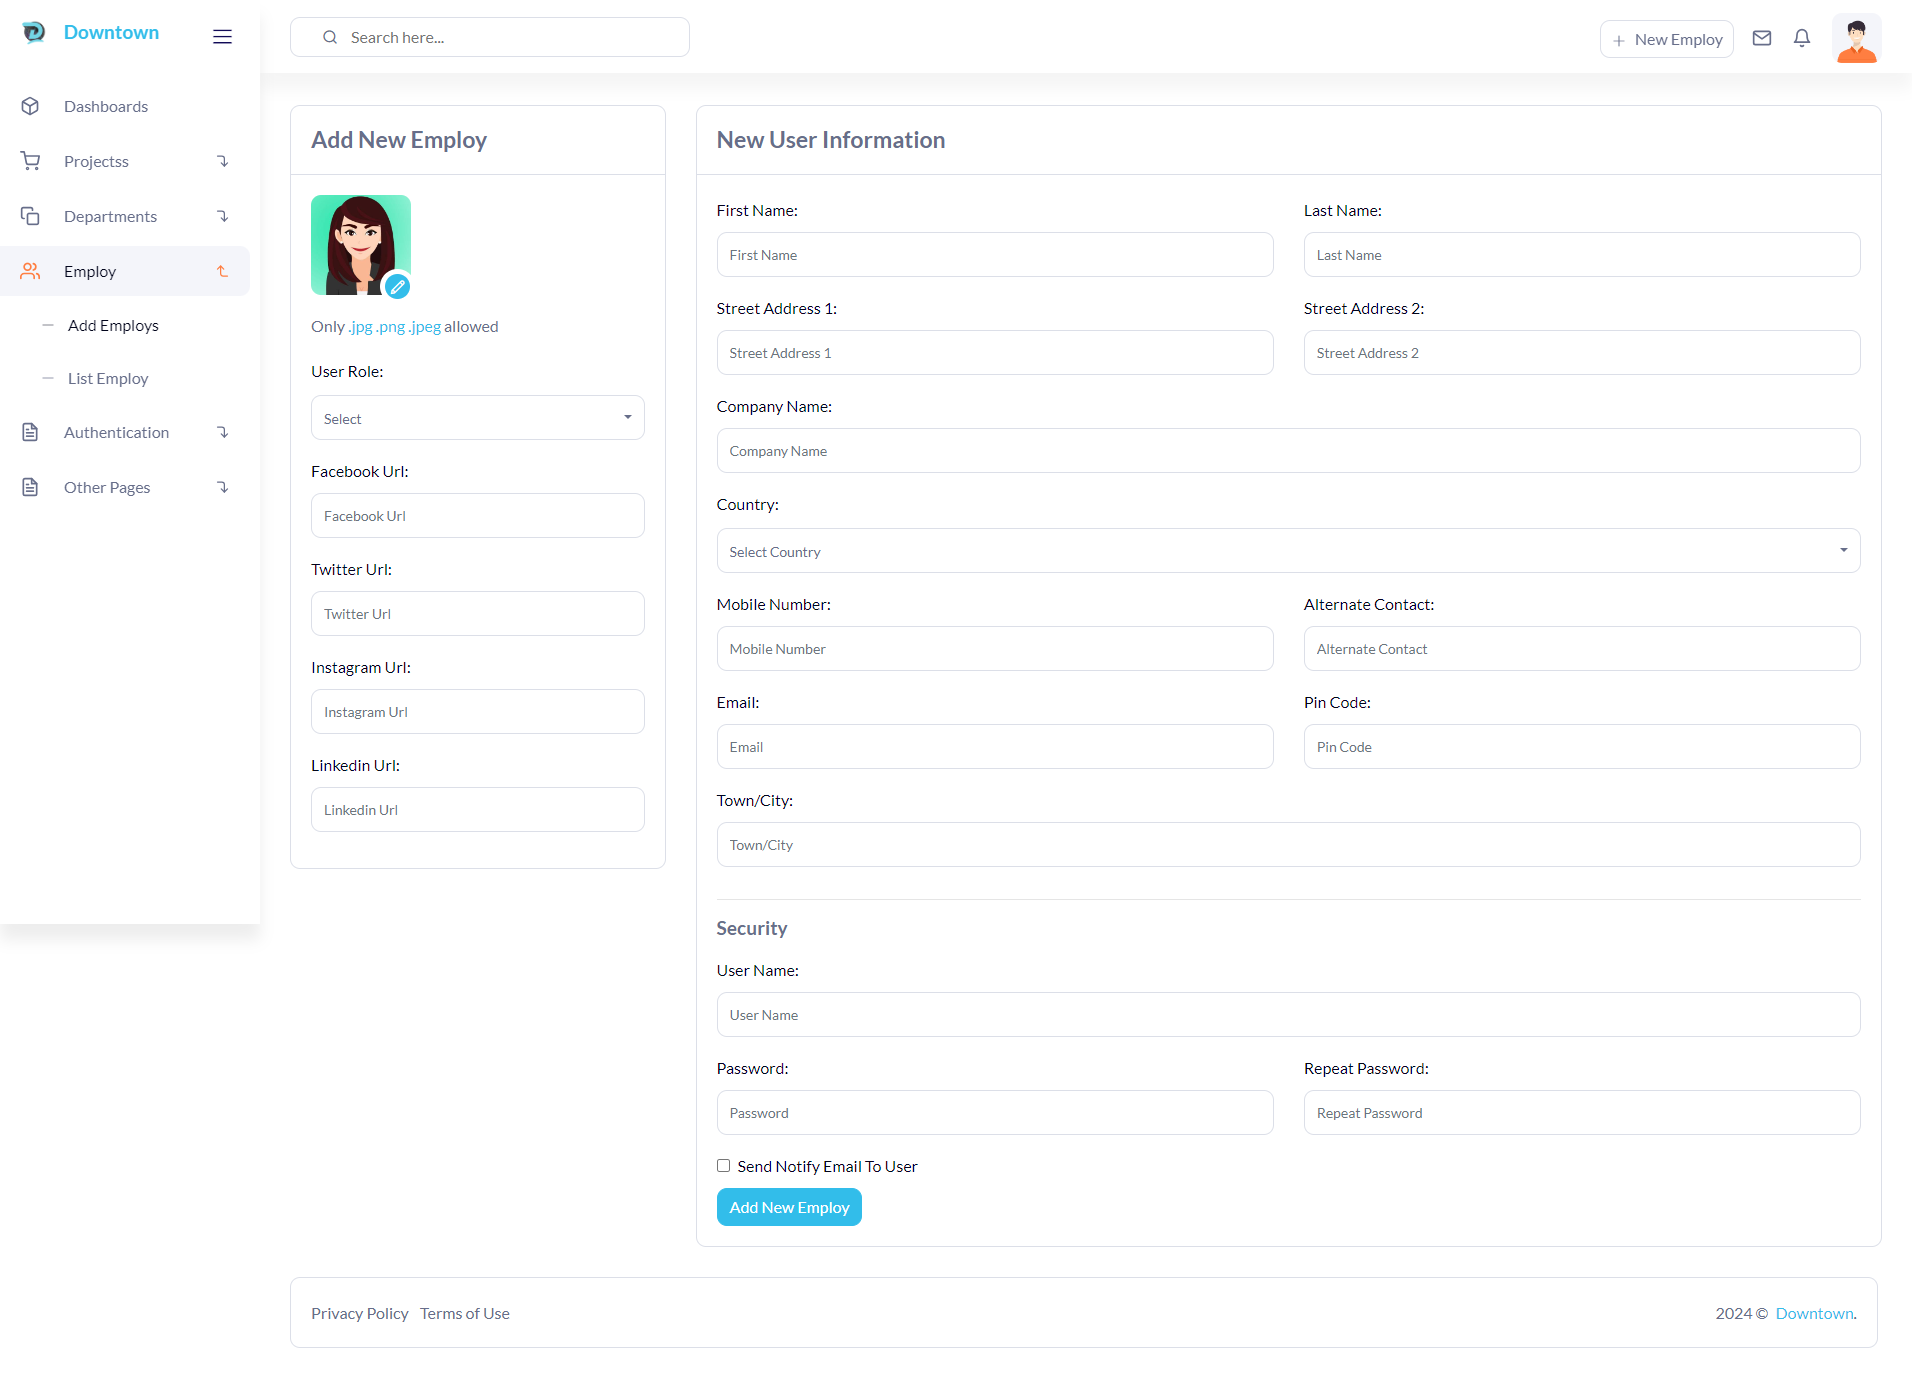 Downtown
Search here...
New Employ
Dashboards
Projectss
Departments
Employ
Add Employs
List Employ
Authentication
Other Pages
Add New Employ
Only .jpg .png .jpeg allowed
User Role:
Select
Facebook Url:
Facebook Url
Twitter Url:
Twitter Url
Instagram Url:
Instagram Url
Linkedin Url:
Linkedin Url
New User Information
First Name:
First Name
Last Name:
Last Name
Street Address 1:
Street Address 1
Street Address 2:
Street Address 2
Company Name:
Company Name
Country:
Select Country
Mobile Number:
Mobile Number
Alternate Contact:
Alternate Contact
Email:
Email
Pin Code:
Pin Code
Town/City:
Town/City
Security
User Name:
User Name
Password:
Password
Repeat Password:
Repeat Password
Send Notify Email To User
Add New Employ
Privacy Policy Terms of Use
2024 © Downtown.